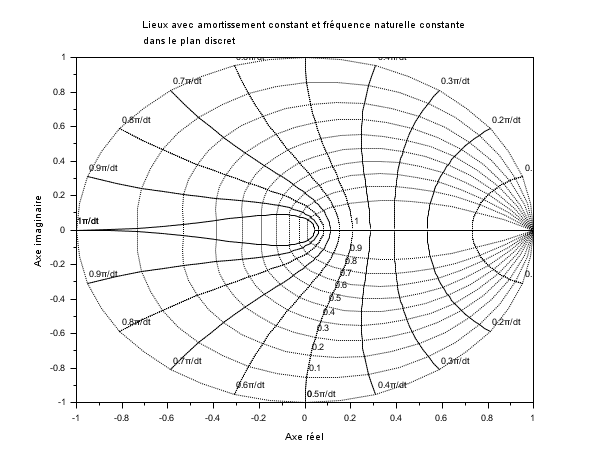 Lieux avec amortissement constant et fréquence naturelle constante
dans le plan discret
1
0.7π/dt
0.3π/dt
0.8
0.8π/dt
0.2π/dt
0.6
0.4
0.9π/dt
0.2
0
1π/dt
1
-0.2
0.9
0.8
0.9π/dt
0.7
0.6
-0.4
0.5
0.4
0.8π/dt
0.3
0.2π/dt
-0.6
0.2
0.7π/dt
0.3π/dt
-0.8
0.1
0.6π/dt
0.4π/dt
0.5π/dt
-1
-1
-0.8
-0.6
-0.4
-0.2
0
0.2
0.4
0.6
0.8
1
Axe réel
Axe imaginaire